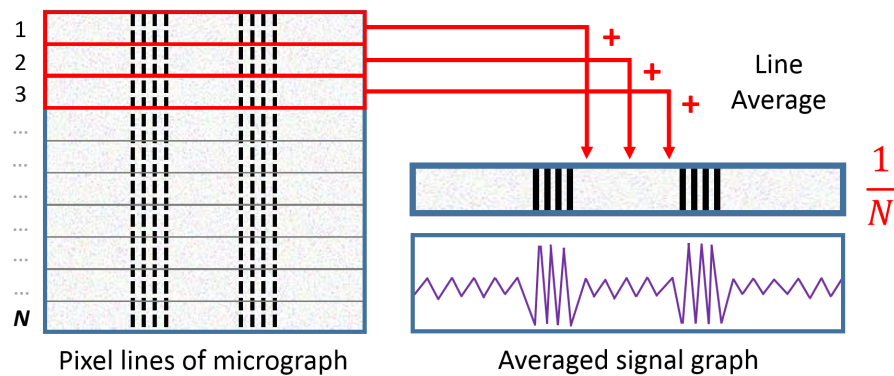 1
2
3
...
...
...
...
...
...
N
+
+
+
Line
Average
1
N
Pixel lines of micrograph
Averaged signal graph